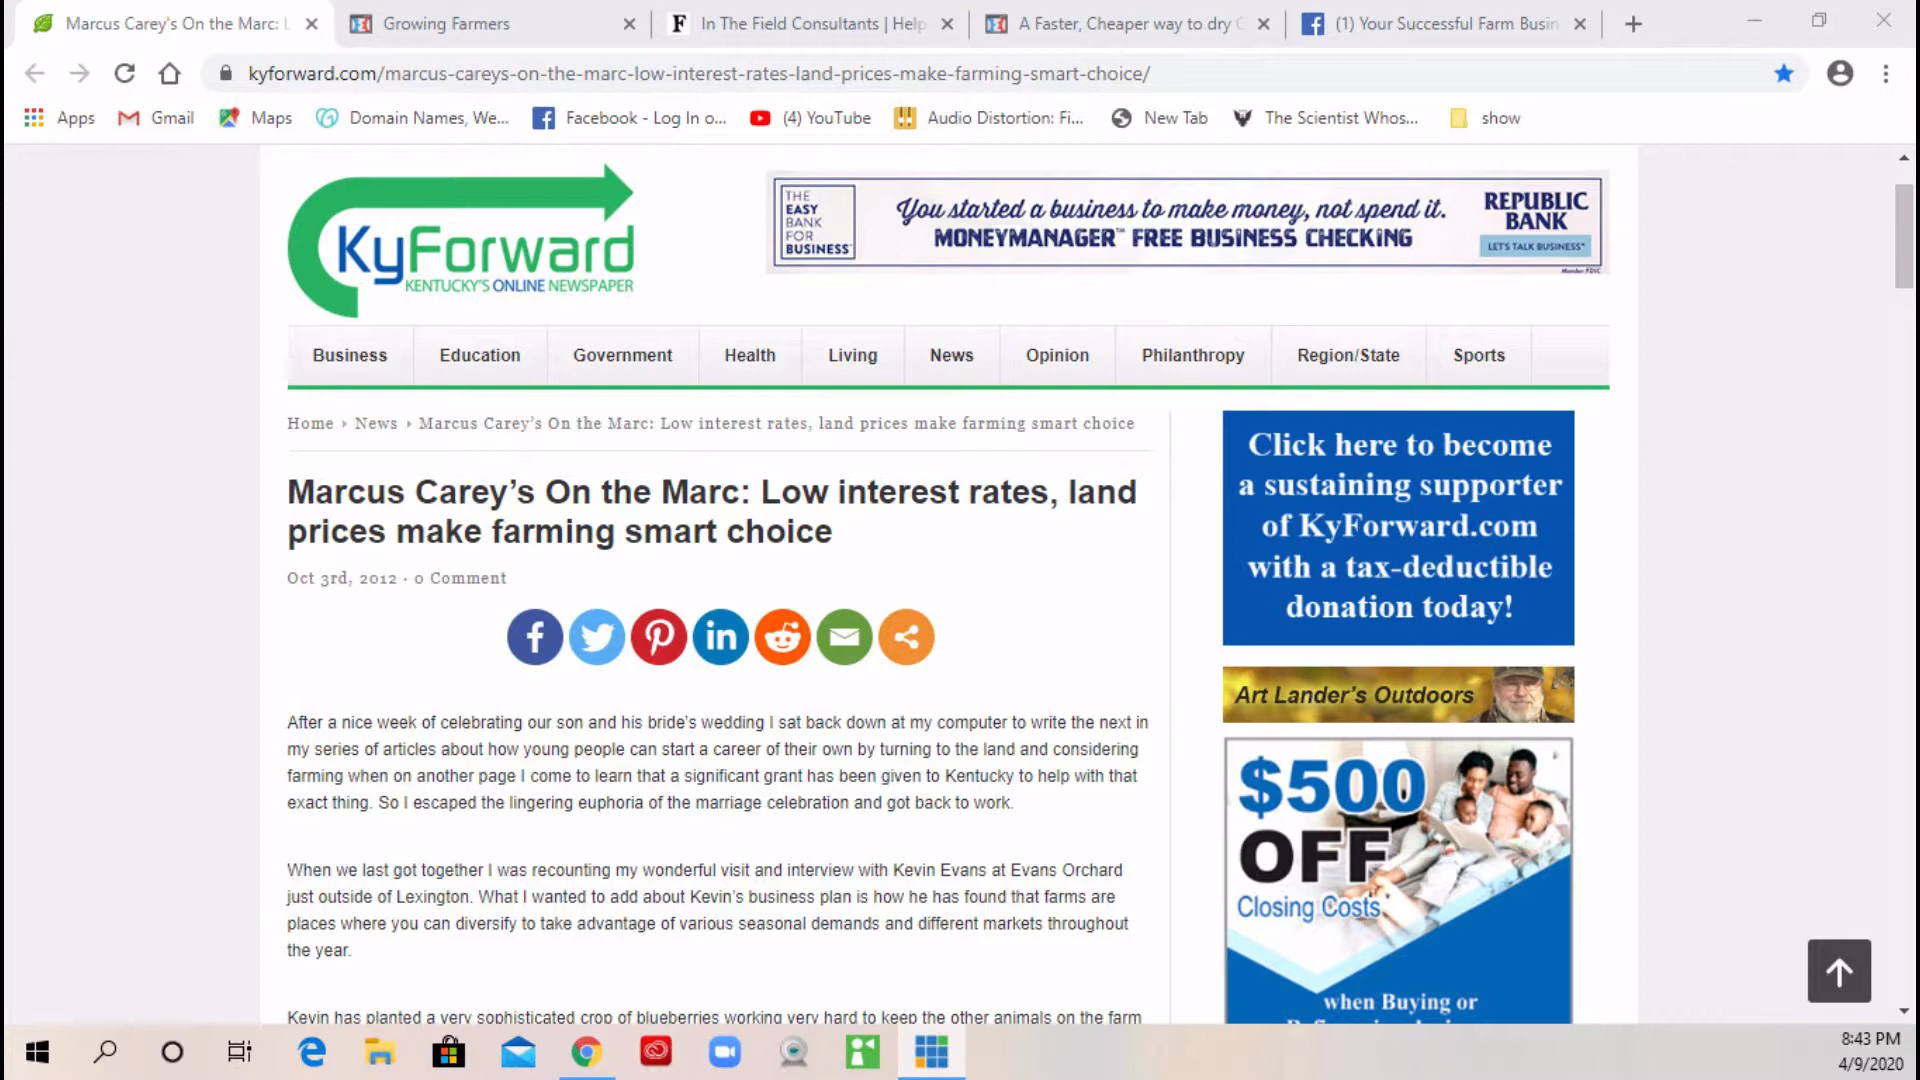 Marcus Carey's On the Marc: L
Growing Farmers
In The Field Consultants | Help
A Faster, Cheaper way to dry
(1) Your Successful Farm Busin
kyforward.com/marcus-careys-on-the-marc-low-interest-rates-land-prices-make-farming-smart-choice/
Apps
Gmail
Maps
Domain Names, We...
Facebook - Log In o...
(4) YouTube
Audio Distortion: Fi...
New Tab
The Scientist Whos...
show
KyForward
KENTUCKY'S ONLINE NEWSPAPER
THE
EASY
BANK
FOR
BUSINESS
You started a business to make money, not spend it.
MONEYMANAGER™ FREE BUSINESS CHECKING
REPUBLIC
BANK
LET'S TALK BUSINESS
Member FDIC
Business
Education
Government
Health
Living
News
Opinion
Philanthropy
Region/State
Sports
Home › News › Marcus Carey’s On the Marc: Low interest rates, land prices make farming smart choice
Marcus Carey’s On the Marc: Low interest rates, land
prices make farming smart choice
Oct 3rd, 2012 · 0 Comment
After a nice week of celebrating our son and his bride’s wedding I sat back down at my computer to write the next in
my series of articles about how young people can start a career of their own by turning to the land and considering
farming when on another page I come to learn that a significant grant has been given to Kentucky to help with that
exact thing. So I escaped the lingering euphoria of the marriage celebration and got back to work.
When we last got together I was recounting my wonderful visit and interview with Kevin Evans at Evans Orchard
just outside of Lexington. What I wanted to add about Kevin’s business plan is how he has found that farms are
places where you can diversify to take advantage of various seasonal demands and different markets throughout
the year.
Kevin has planted a very sophisticated crop of blueberries working very hard to keep the other animals on the farm
Click here to become
a sustaining supporter
of KyForward.com
with a tax-deductible
donation today!
Art Lander’s Outdoors
$500
OFF
Closing Costs*
when Buying or
8:43 PM
4/9/2020